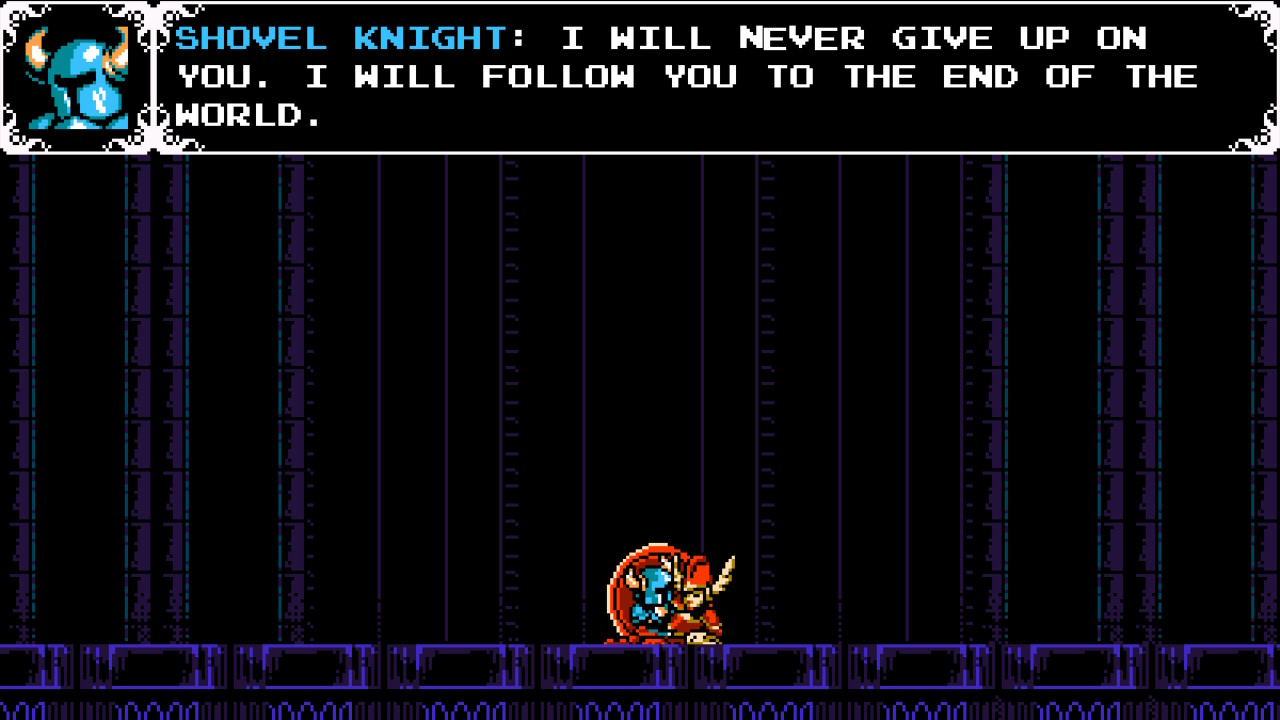 SHOVEL KNIGHT: I WILL NEVER GIVE UP ON
YOU. I WILL FOLLOW YOU TO THE END OF THE
WORLD.